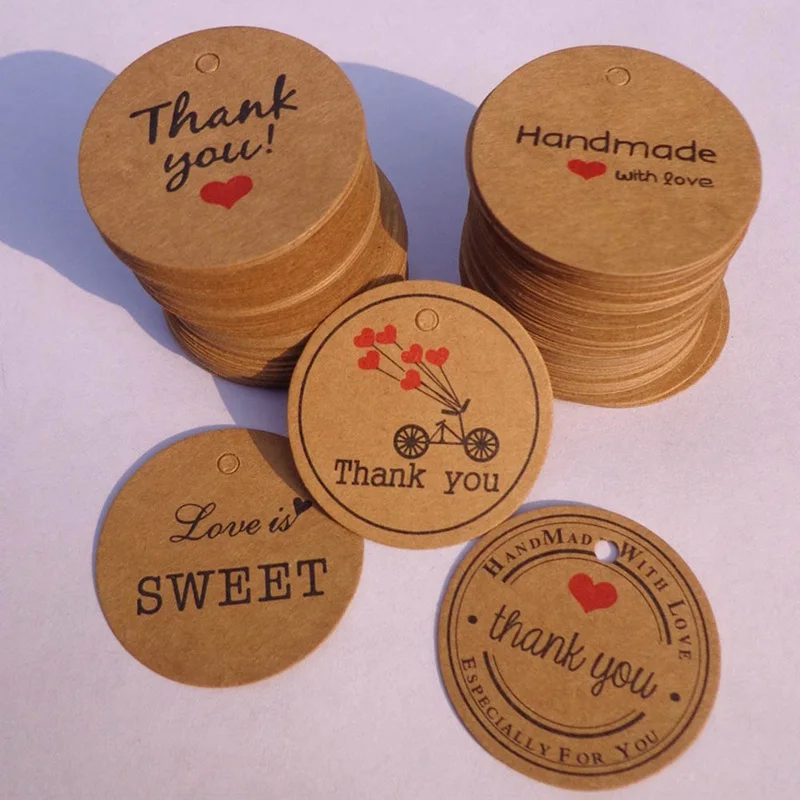 Thank
you!
Handmade
with love
Thank you
Love is
SWEET
HANDMADE WITH LOVE
thank you
ESPECIALLY FOR YOU